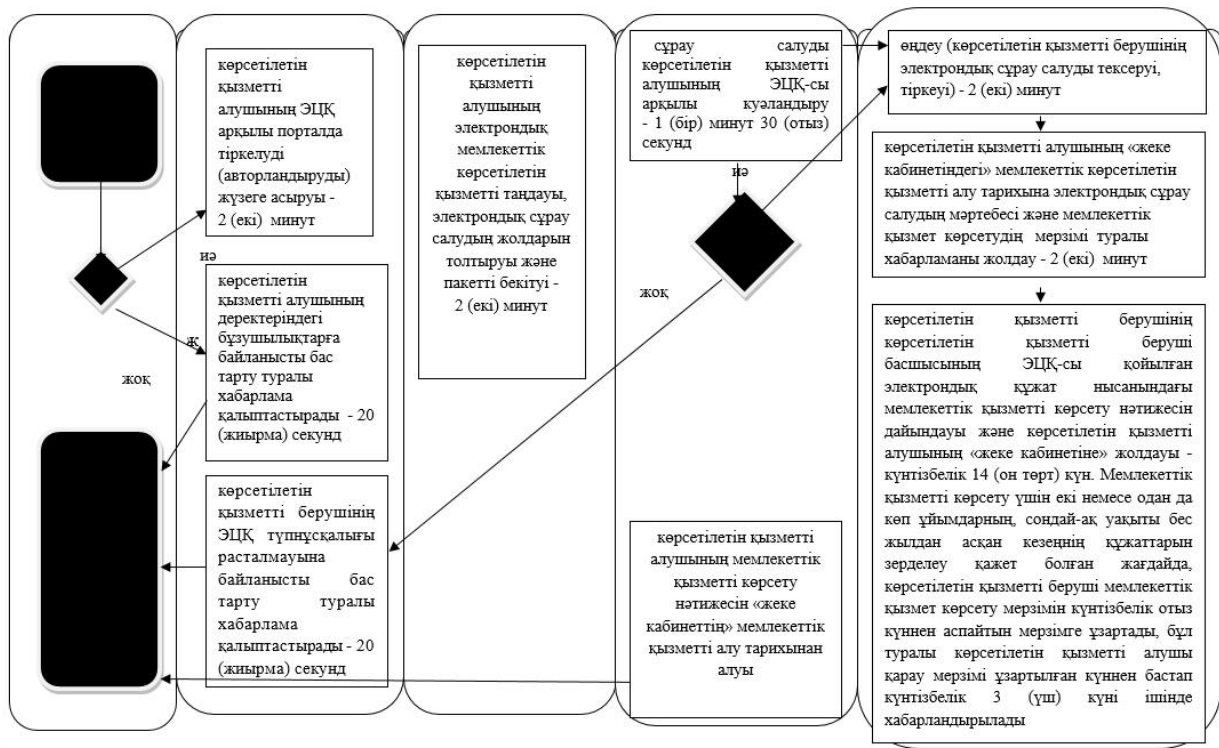 көрсетілетін
қызметті
алушының ЭЦҚ
арқылы порталда
тіркелуді
(авторландыруды)
жүзеге асыруы -
2 (екі) минут
иә
көрсетілетін
қызметті алушының
деректеріндегі
бұзушылықтарға
байланысты бас
тарту туралы
хабарлама
қалыптастырады - 20
(жиырма) секунд
жоқ
көрсетілетін
қызметті берушінің
ЭЦҚ түпнұсқалығы
расталмауына
байланысты бас
тарту туралы
хабарлама
қалыптастырады - 20
(жиырма) секунд
көрсетілетін
қызметті
алушының
электрондық
мемлекеттік
көрсетілетін
қызметті таңдауы,
электрондық сұрау
салудың жолдарын
толтыруы және
пакетті бекітуі -
2 (екі) минут
сұрау салуды
көрсетілетін қызметті
алушының ЭЦҚ-сы
арқылы куәландыру
- 1 (бір) минут 30 (отыз)
секунд
иә
жоқ
көрсетілетін қызметті
алушының мемлекеттік
қызметті көрсету
нәтижесін «жеке
кабинеттің» мемлекеттік
қызметті алу тарихынан
алуы
өңдеу (көрсетілетін қызметті берушінің
электрондық сұрау салуды тексеруі,
тіркеуі) - 2 (екі) минут
көрсетілетін қызметті алушының «жеке
кабинетіндегі» мемлекеттік көрсетілетін
қызметті алу тарихына электрондық сұрау
салудың мәртебесі және мемлекеттік
қызмет көрсетудің мерзімі туралы
хабарламаны жолдау - 2 (екі) минут
көрсетілетін қызметті берушінің
көрсетілетін қызметті беруші
басшысының ЭЦҚ-сы қойылған
электрондық құжат нысанындағы
мемлекеттік қызметті көрсету нәтижесін
дайындауы және көрсетілетін қызметті
алушының «жеке кабинетіне» жолдауы -
күнтізбелік 14 (он төрт) күн. Мемлекеттік
қызметті көрсету үшін екі немесе одан да
көп ұйымдарның, сондай-ақ уақыты бес
жылдан асқан кезеңнің құжаттарын
зерделеу қажет болған жағдайда,
көрсетілетін қызметті беруші мемлекеттік
қызмет көрсету мерзімін күнтізбелік отыз
күннен аспайтын мерзімге ұзартады, бұл
туралы көрсетілетін қызметті алушы
қарау мерзімі ұзартылған күннен бастап
күнтізбелік 3 (үш) күні ішінде
хабарландырылады